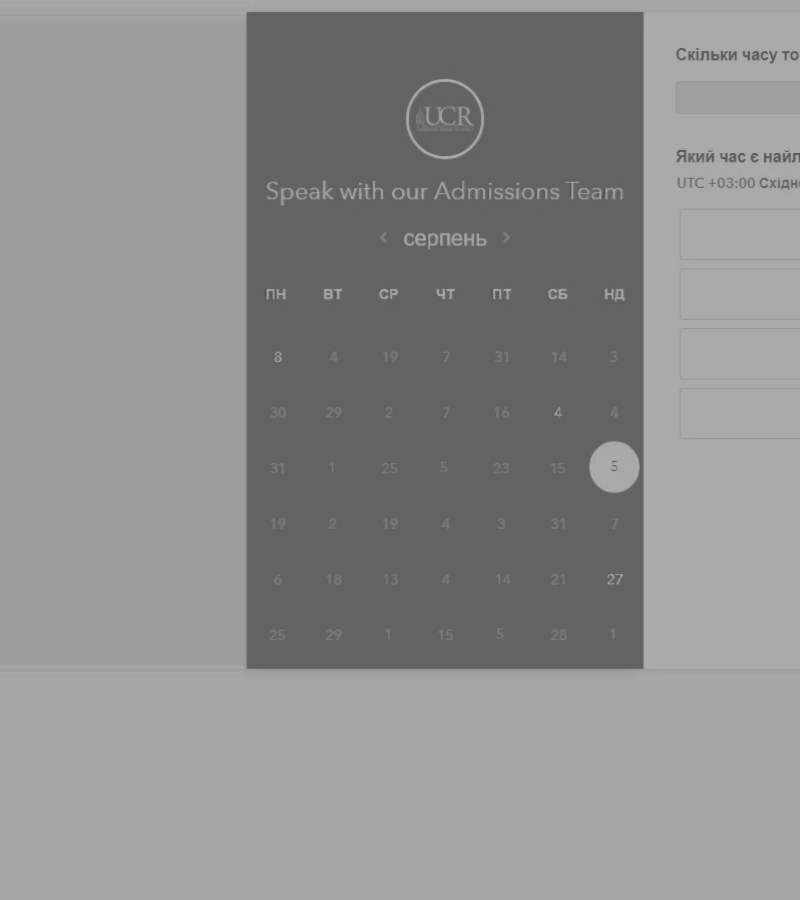 UCR
Speak with our Admissions Team
серпень
ПН ВТ СР ЧТ ПТ СБ НД
8 4 19 7 31 14 3
30 29 2 7 16 4 4
31 1 25 5 23 15 5
19 2 19 4 3 31 7
6 18 13 4 14 21 27
25 29 1 15 5 28 1
Скільки часу то
Який час є найл
UTC +03:00 Східн